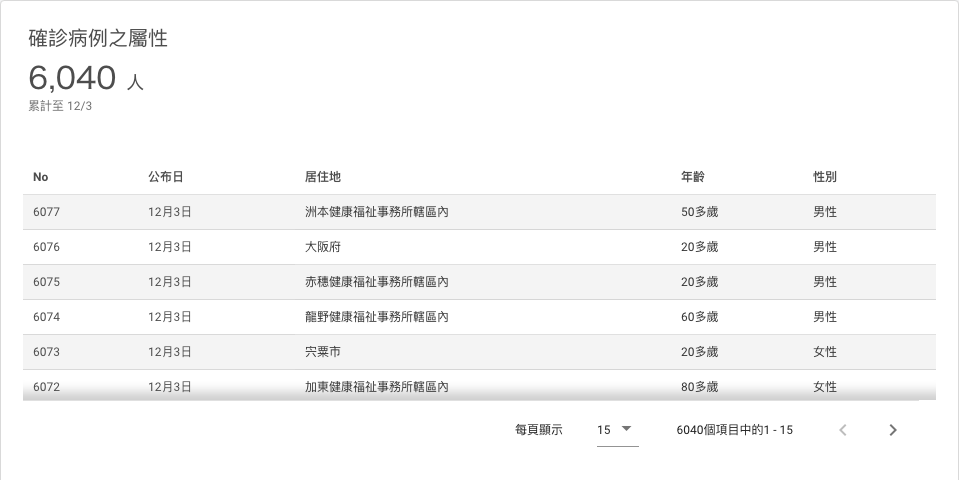 確診病例之屬性
6,040 人
累計至 12/3
No 公布日 居住地 年齡 性別
6077 12月3日 洲本健康福祉事務所轄區內 50多歲 男性
6076 12月3日 大阪府 20多歲 男性
6075 12月3日 赤穗健康福祉事務所轄區內 20多歲 男性
6074 12月3日 龍野健康福祉事務所轄區內 60多歲 男性
6073 12月3日 宍粟市 20多歲 女性
6072 12月3日 加東健康福祉事務所轄區內 80多歲 女性
每頁顯示 15 6040個項目中的1 - 15